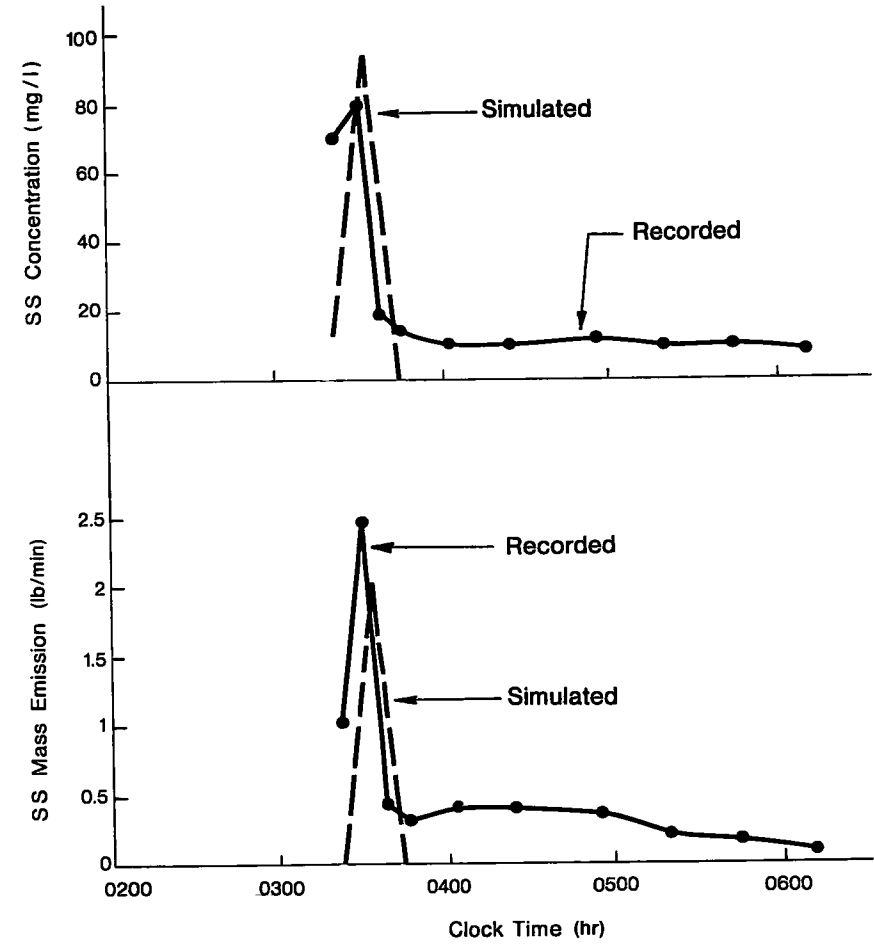 100
80
60
40
20
0
SS Concentration (mg/l)
Simulated
Recorded
2.5
2
1.5
1
0.5
0
SS Mass Emission (lb/min)
Recorded
Simulated
0200 0300 0400 0500 0600
Clock Time (hr)